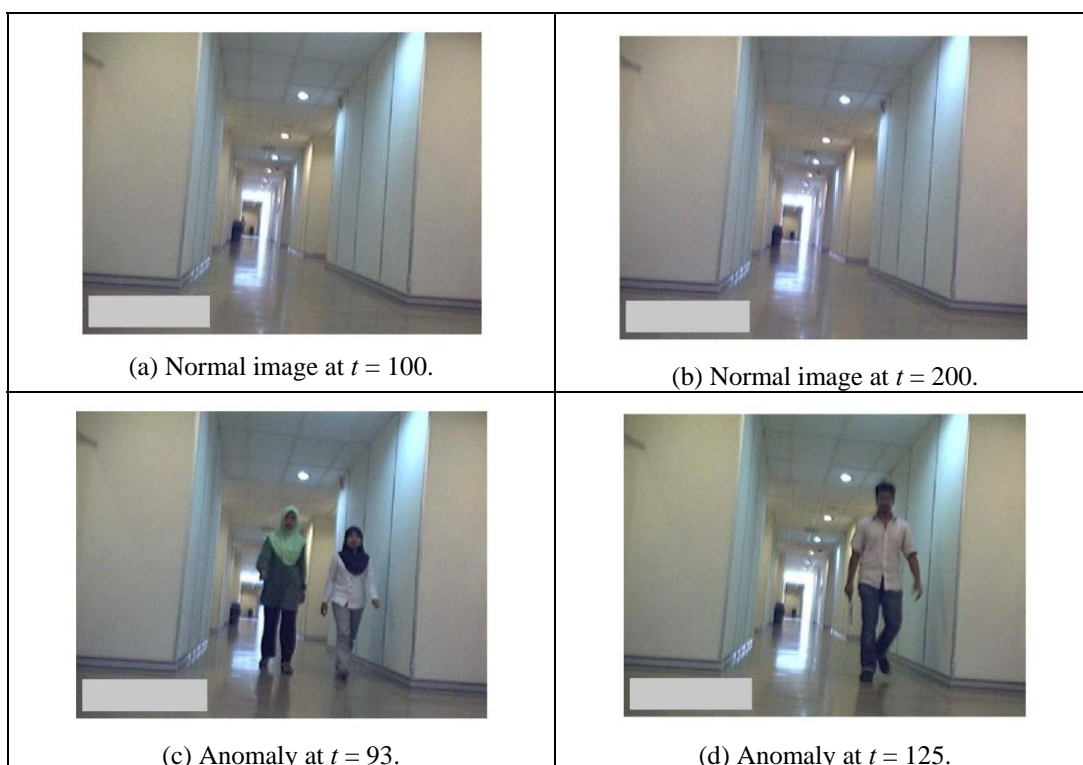 (a) Normal image at t = 100.
(b) Normal image at t = 200.
(c) Anomaly at t = 93.
(d) Anomaly at t = 125.